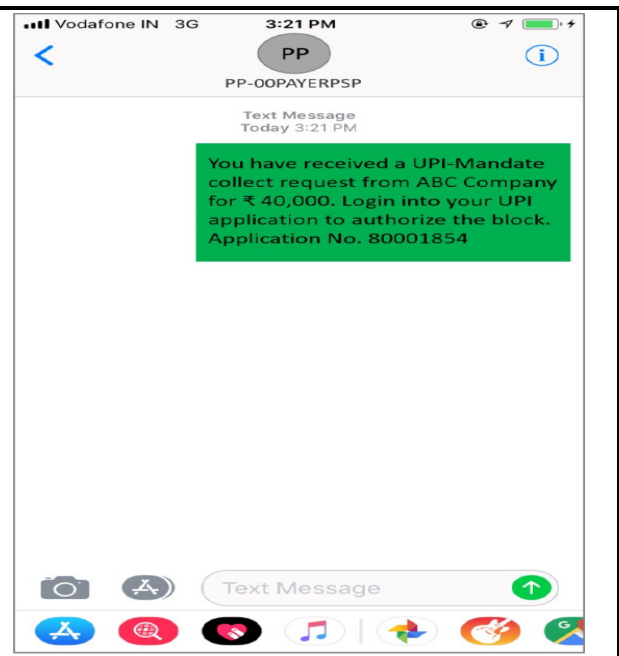 Vodafone IN 3G 3:21 PM
PP
PP-OOPAYERPSP
Text Message
Today 3:21 PM
You have received a UPI-Mandate
collect request from ABC Company
for ₹ 40,000. Login into your UPI
application to authorize the block.
Application No. 80001854
Text Message
G